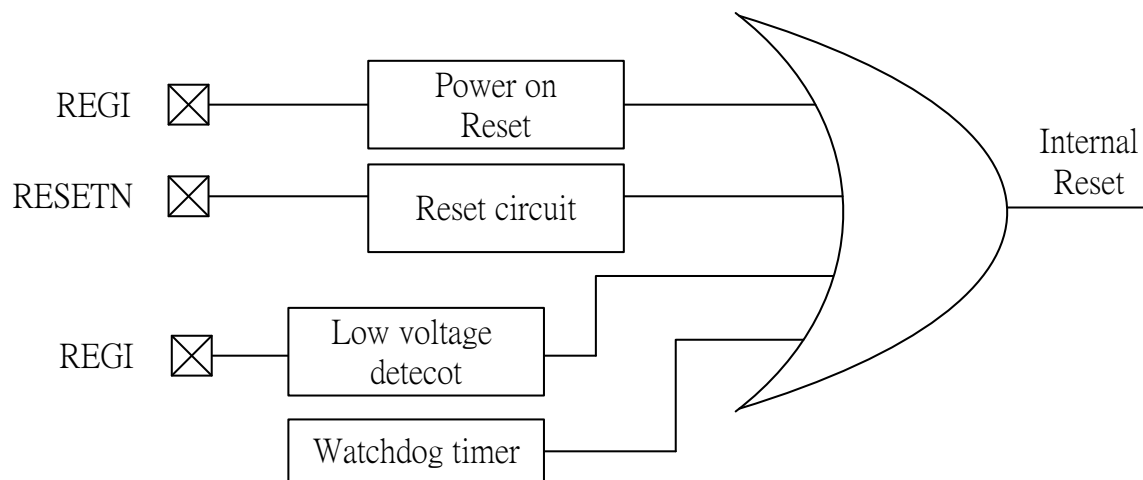 REGI
Power on
Reset
Internal
Reset
RESETN
Reset circuit
REGI
Low voltage
detecot
Watchdog timer